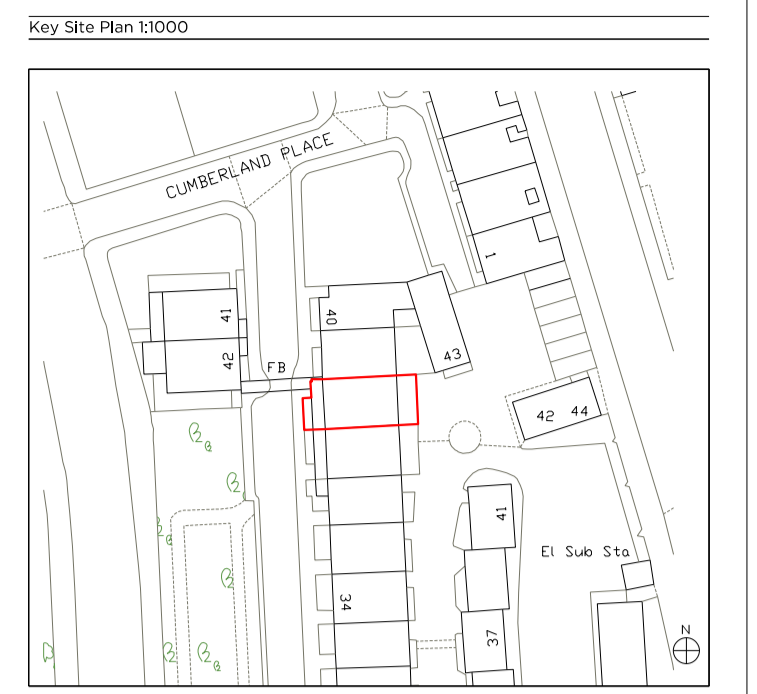 Key Site Plan 1:1000
CUMBERLAND PLACE
1
41
40
42
FB
43
42 44
41
El Sub Sta
34
37
N